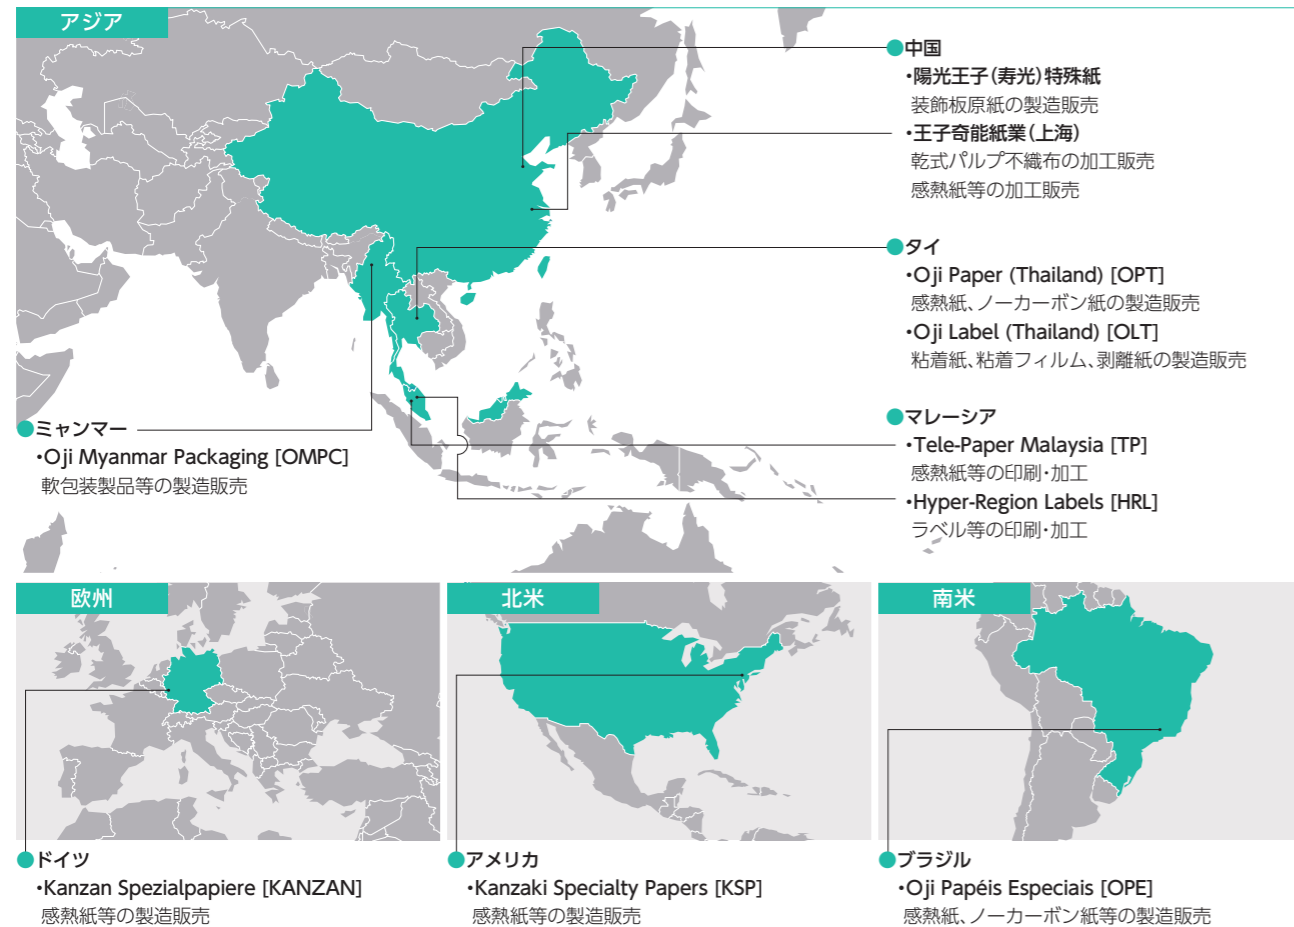 アジア
●中国
・陽光王子(寿光)特殊紙
装飾板原紙の製造販売
・王子奇能紙業(上海)
乾式パルプ不織布の加工販売
感熱紙等の加工販売
●タイ
・Oji Paper (Thailand) [OPT]
感熱紙、ノーカーボン紙の製造販売
・Oji Label (Thailand) [OLT]
粘着紙、粘着フィルム、剥離紙の製造販売
●マレーシア
・Tele-Paper Malaysia [TP]
感熱紙等の印刷・加工
・Hyper-Region Labels [HRL]
ラベル等の印刷・加工
●ミャンマー
・Oji Myanmar Packaging [OMPC]
軟包装製品等の製造販売
欧州
●ドイツ
・Kanzan Spezialpapiere [KANZAN]
感熱紙等の製造販売
北米
●アメリカ
・Kanzaki Specialty Papers [KSP]
感熱紙等の製造販売
南米
●ブラジル
・Oji Papéis Especiais [OPE]
感熱紙、ノーカーボン紙等の製造販売